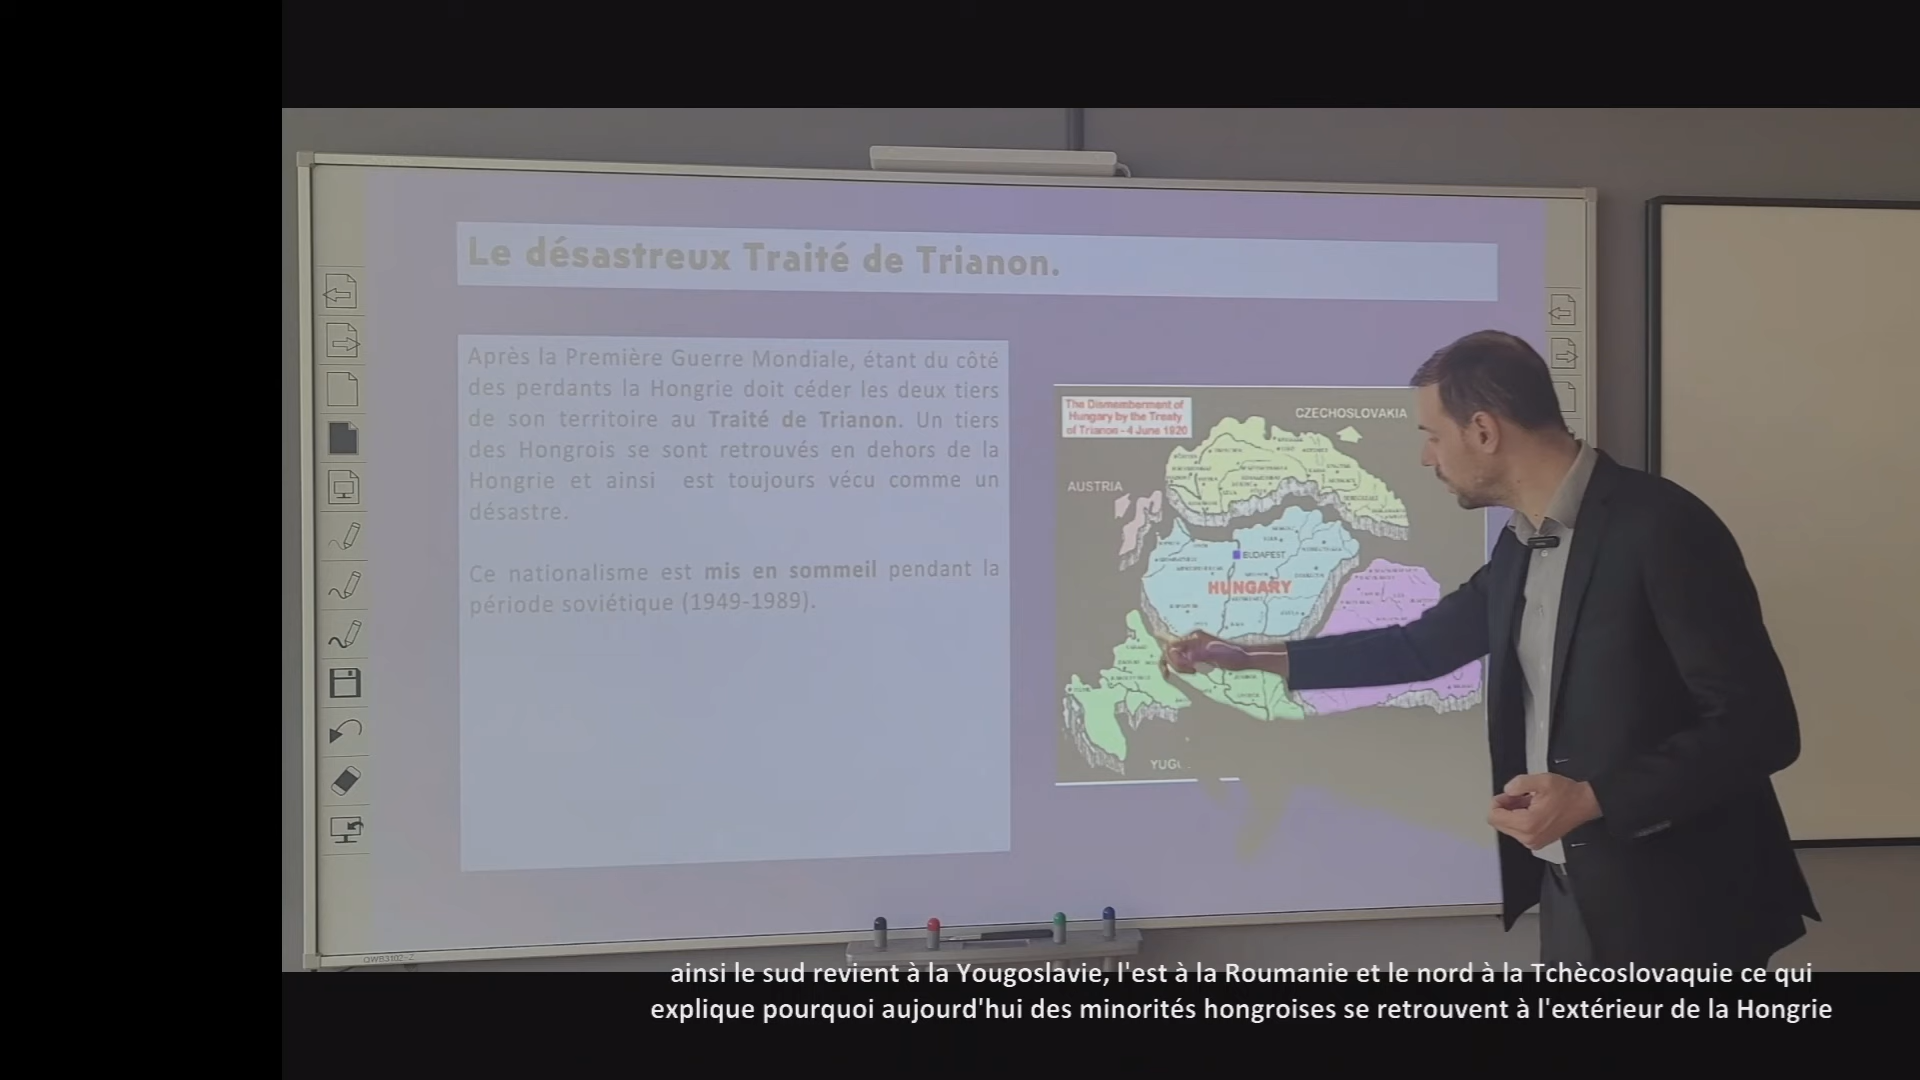 Le désastreux Traité de Trianon.
Après la Première Guerre Mondiale, étant du côté
des perdants la Hongrie doit céder les deux tiers
de son territoire au Traité de Trianon. Un tiers
des Hongrois se sont retrouvés en dehors de la
Hongrie et ainsi est toujours vécu comme un
désastre.
Ce nationalisme est mis en sommeil pendant la
période soviétique (1949-1989).
The Dismemberment of
Hungary by the Treaty
of Trianon - 4 June 1920
CZECHOSLOVAKIA
AUSTRIA
BUDAPEST
HUNGARY
YUG
QWB3102-Z
ainsi le sud revient à la Yougoslavie, l'est à la Roumanie et le nord à la Tchècoslovaquie ce qui
explique pourquoi aujourd'hui des minorités hongroises se retrouvent à l'extérieur de la Hongrie